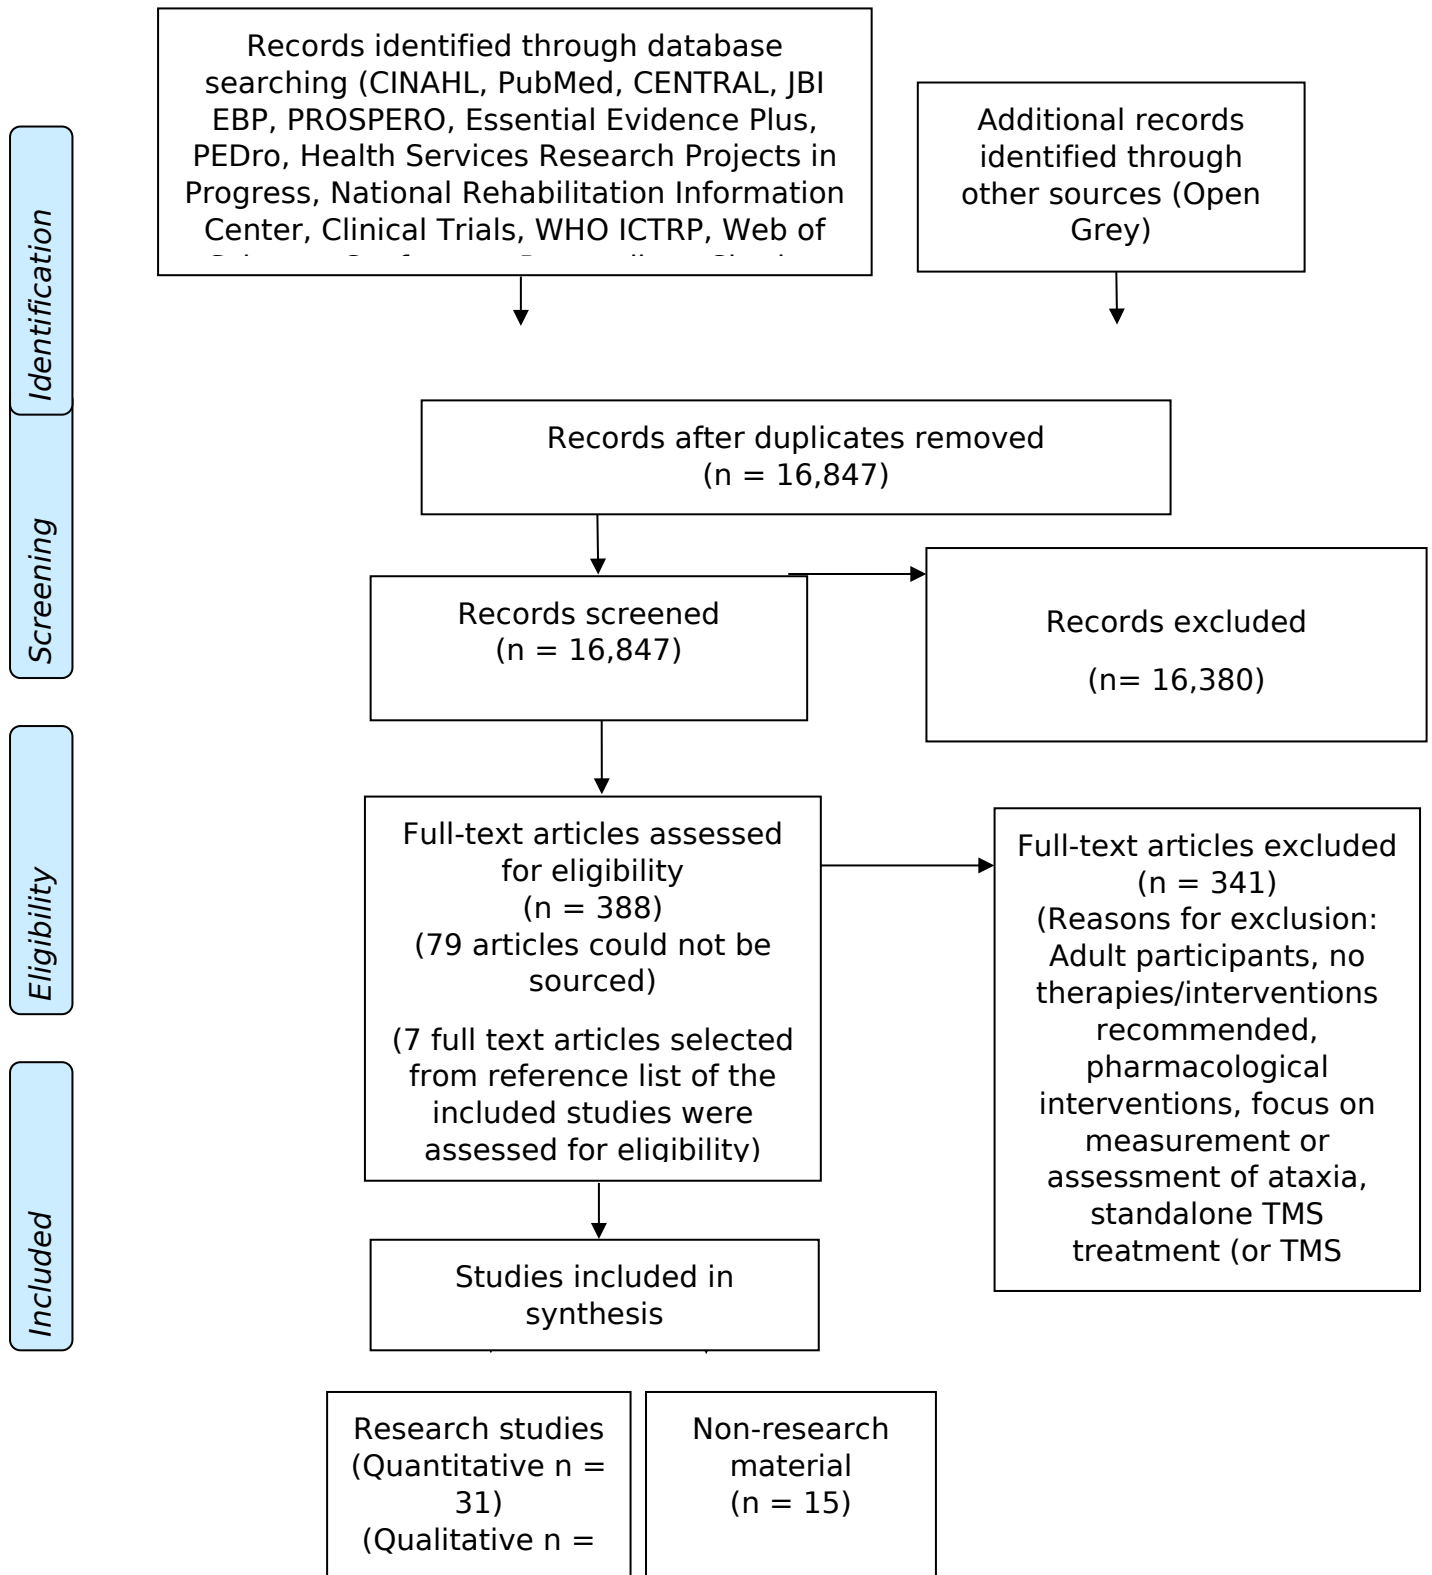 Records identified through database
searching (CINAHL, PubMed, CENTRAL, JBI
EBP, PROSPERO, Essential Evidence Plus,
PEDro, Health Services Research Projects in
Progress, National Rehabilitation Information
Center, Clinical Trials, WHO ICTRP, Web of
Additional records
identified through
other sources (Open
Grey)
Identification
Records after duplicates removed
(n = 16,847)
Screening
Records screened
(n = 16,847)
Records excluded
(n= 16,380)
Eligibility
Full-text articles assessed
for eligibility
(n = 388)
(79 articles could not be
sourced)
(7 full text articles selected
from reference list of the
included studies were
assessed for eligibility)
Full-text articles excluded
(n = 341)
(Reasons for exclusion:
Adult participants, no
therapies/interventions
recommended,
pharmacological
interventions, focus on
measurement or
assessment of ataxia,
standalone TMS
treatment (or TMS
Included
Studies included in
synthesis
Research studies
(Quantitative n =
31)
(Qualitative n =
Non-research
material
(n = 15)